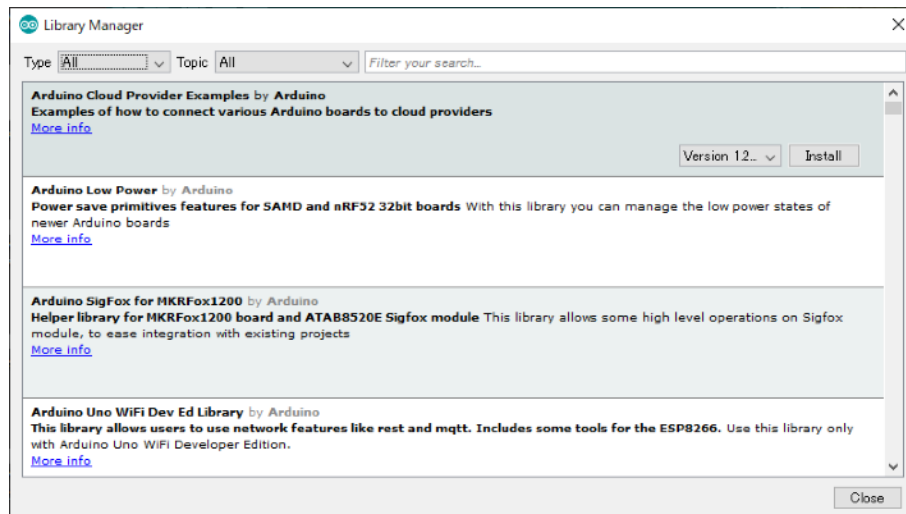 Library Manager
Type All Topic All Filter your search...
Arduino Cloud Provider Examples by Arduino
Examples of how to connect various Arduino boards to cloud providers
More info
Version 1.2... Install
Arduino Low Power by Arduino
Power save primitives features for SAMD and nRF52 32bit boards With this library you can manage the low power states of
newer Arduino boards
More info
Arduino SigFox for MKRFox1200 by Arduino
Helper library for MKRFox1200 board and ATAB8520E Sigfox module This library allows some high level operations on Sigfox
module, to ease integration with existing projects
More info
Arduino Uno WiFi Dev Ed Library by Arduino
This library allows users to use network features like rest and mqtt. Includes some tools for the ESP8266. Use this library only
with Arduino Uno WiFi Developer Edition.
More info
Close